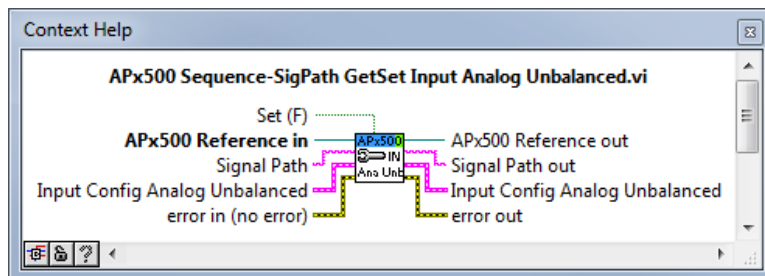 Context Help
APx500 Sequence-SigPath GetSet Input Analog Unbalanced.vi
Set (F)
APx500 Reference in APx500 APx500 Reference out
Signal Path IN Signal Path out
Input Config Analog Unbalanced Ana Unb Input Config Analog Unbalanced
error in (no error) error out
?